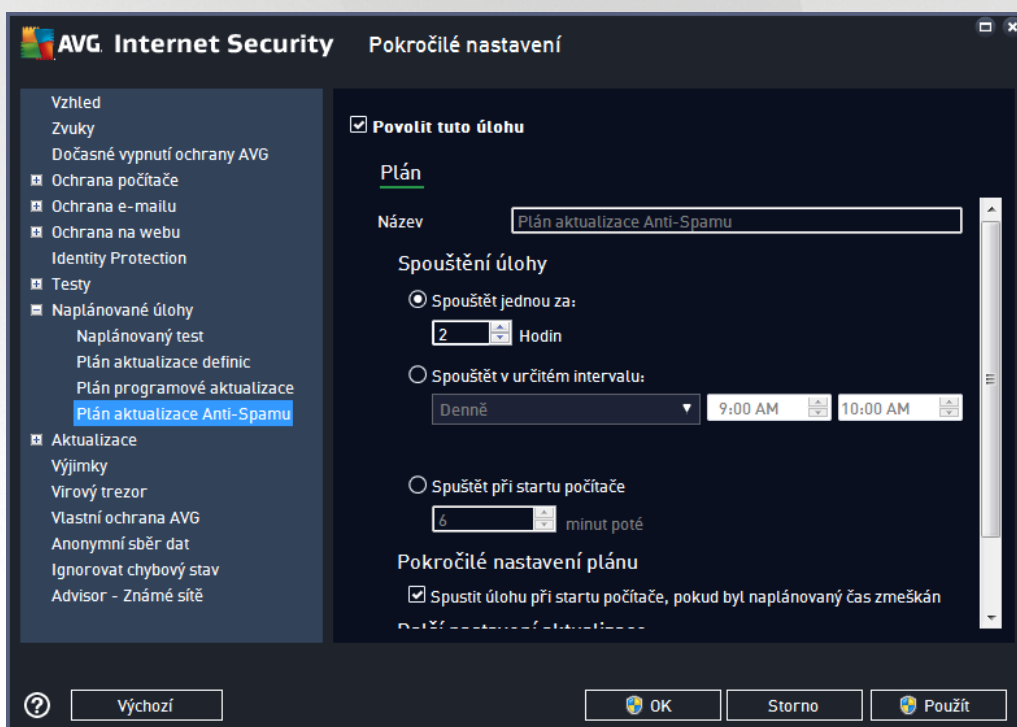 AVG. Internet Security Pokročilé nastavení
Vzhled
Zvuky
Dočasné vypnutí ochrany AVG
Ochrana počítače
Ochrana e-mailu
Ochrana na webu
Identity Protection
Testy
Naplánované úlohy
Naplánovaný test
Plán aktualizace definic
Plán programové aktualizace
Plán aktualizace Anti-Spamu
Aktualizace
Výjimky
Virový trezor
Vlastní ochrana AVG
Anonymní sběr dat
Ignorovat chybový stav
Advisor - Známé sítě
Povolit tuto úlohu
Plán
Název Plán aktualizace Anti-Spamu
Spouštění úlohy
Spouštět jednou za:
2 Hodin
Spouštět v určitém intervalu:
Denně 9:00 AM 10:00 AM
Spuštět při startu počítače
6 minut poté
Pokročilé nastavení plánu
Spustit úlohu při startu počítače, pokud byl naplánovaný čas zmeškán
Další nastavení aktualizace
? Výchozí OK Storno Použít